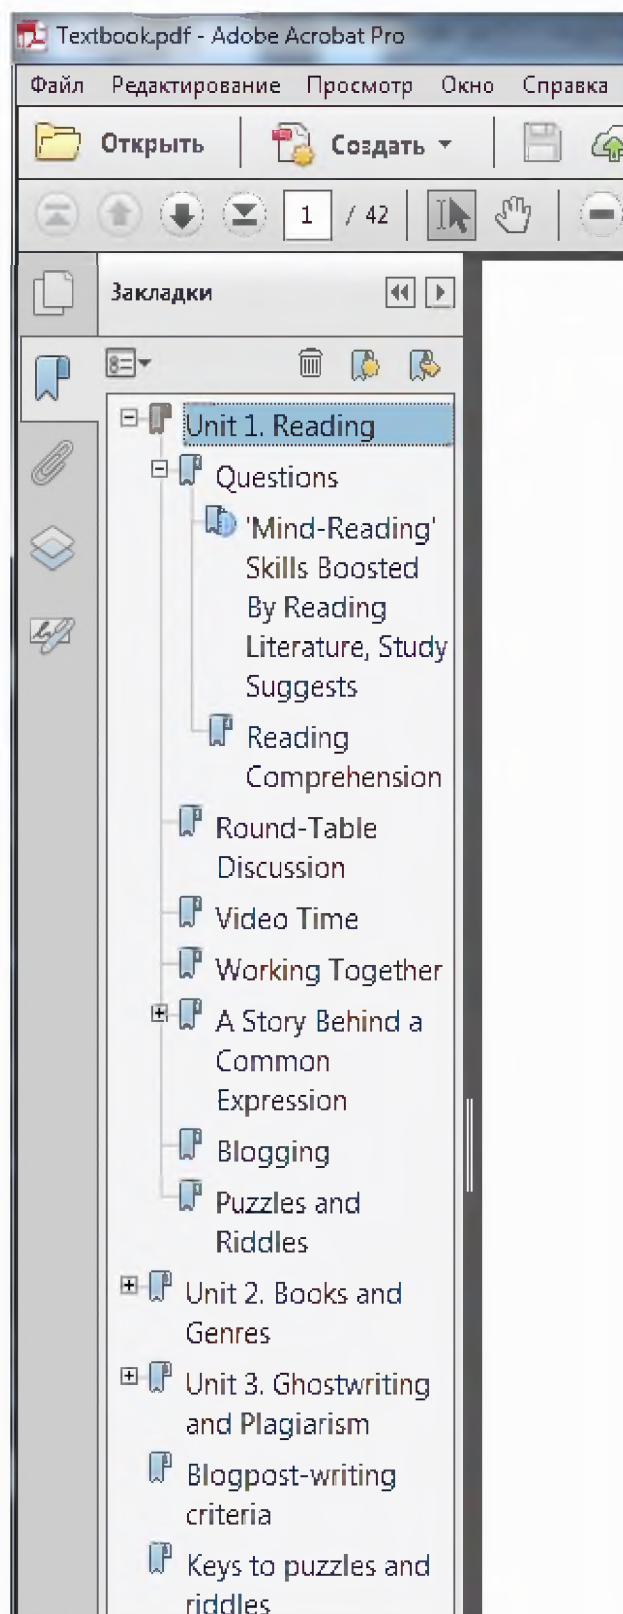 Textbook.pdf - Adobe Acrobat Pro
Файл Редактирование Просмотр Окно Справка
Открыть Создать
1 / 42
Закладки
Unit 1. Reading
Questions
'Mind-Reading'
Skills Boosted
By Reading
Literature, Study
Suggests
Reading
Comprehension
Round-Table
Discussion
Video Time
Working Together
A Story Behind a
Common
Expression
Blogging
Puzzles and
Riddles
Unit 2. Books and
Genres
Unit 3. Ghostwriting
and Plagiarism
Blogpost-writing
criteria
Keys to puzzles and
riddles